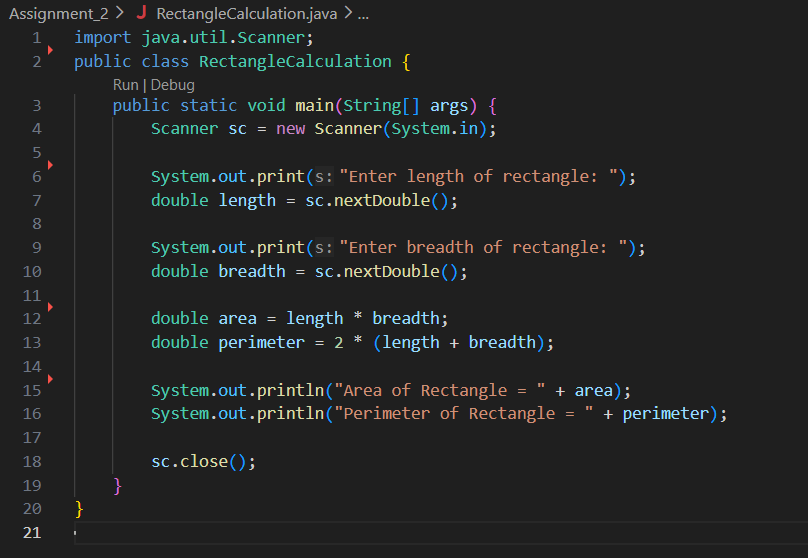 Assignment_2 > J RectangleCalculation.java > ...
1 import java.util.Scanner;
2 public class RectangleCalculation {
Run | Debug
3 public static void main(String[] args) {
4 Scanner sc = new Scanner(System.in);
5
6 System.out.print(s: "Enter length of rectangle: ");
7 double length = sc.nextDouble();
8
9 System.out.print(s: "Enter breadth of rectangle: ");
10 double breadth = sc.nextDouble();
11
12 double area = length * breadth;
13 double perimeter = 2 * (length + breadth);
14
15 System.out.println("Area of Rectangle = " + area);
16 System.out.println("Perimeter of Rectangle = " + perimeter);
17
18 sc.close();
19 }
20 }
21